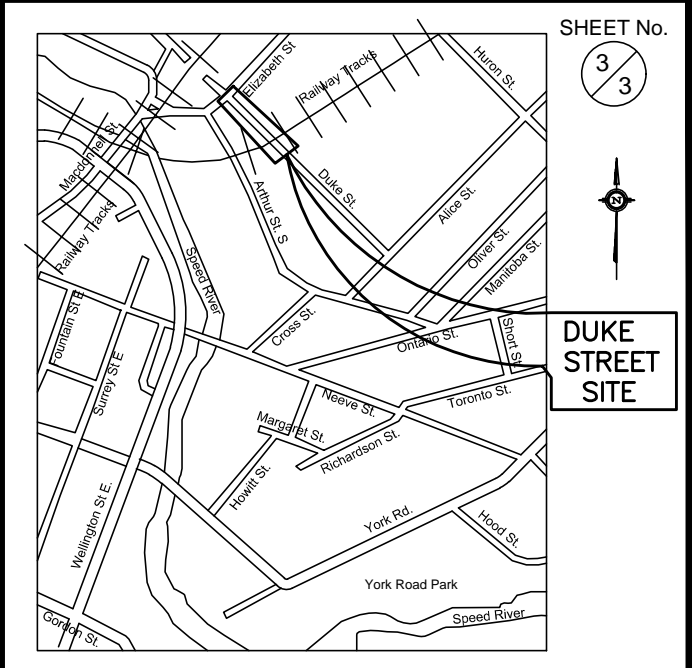 SHEET No.
3
3
N
Elizabeth St
Railway Tracks
Huron St.
Macdonnell St.
Duke St.
Arthur St. S
Alice St.
Railway Tracks
Speed River
Oliver St.
Manitoba St.
Fountain St E
Surrey St E
Cross St.
Ontario St.
Short St.
DUKE
STREET
SITE
Neeve St.
Toronto St.
Margaret St.
Richardson St.
Howitt St.
Wellington St E.
York Rd.
Hood St.
York Road Park
Speed River
Gordon St.